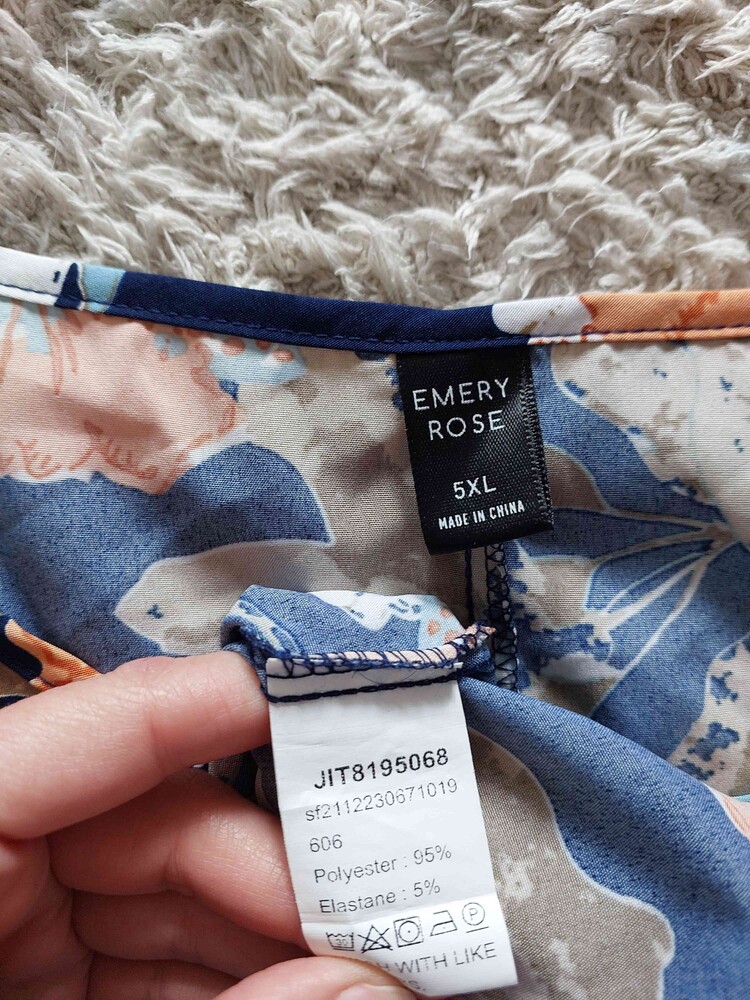 EMERY
ROSE
5XL
MADE IN CHINA
JIT8195068
sf2112230671019
606
Polyester : 95%
Elastane : 5%
WITH LIKE